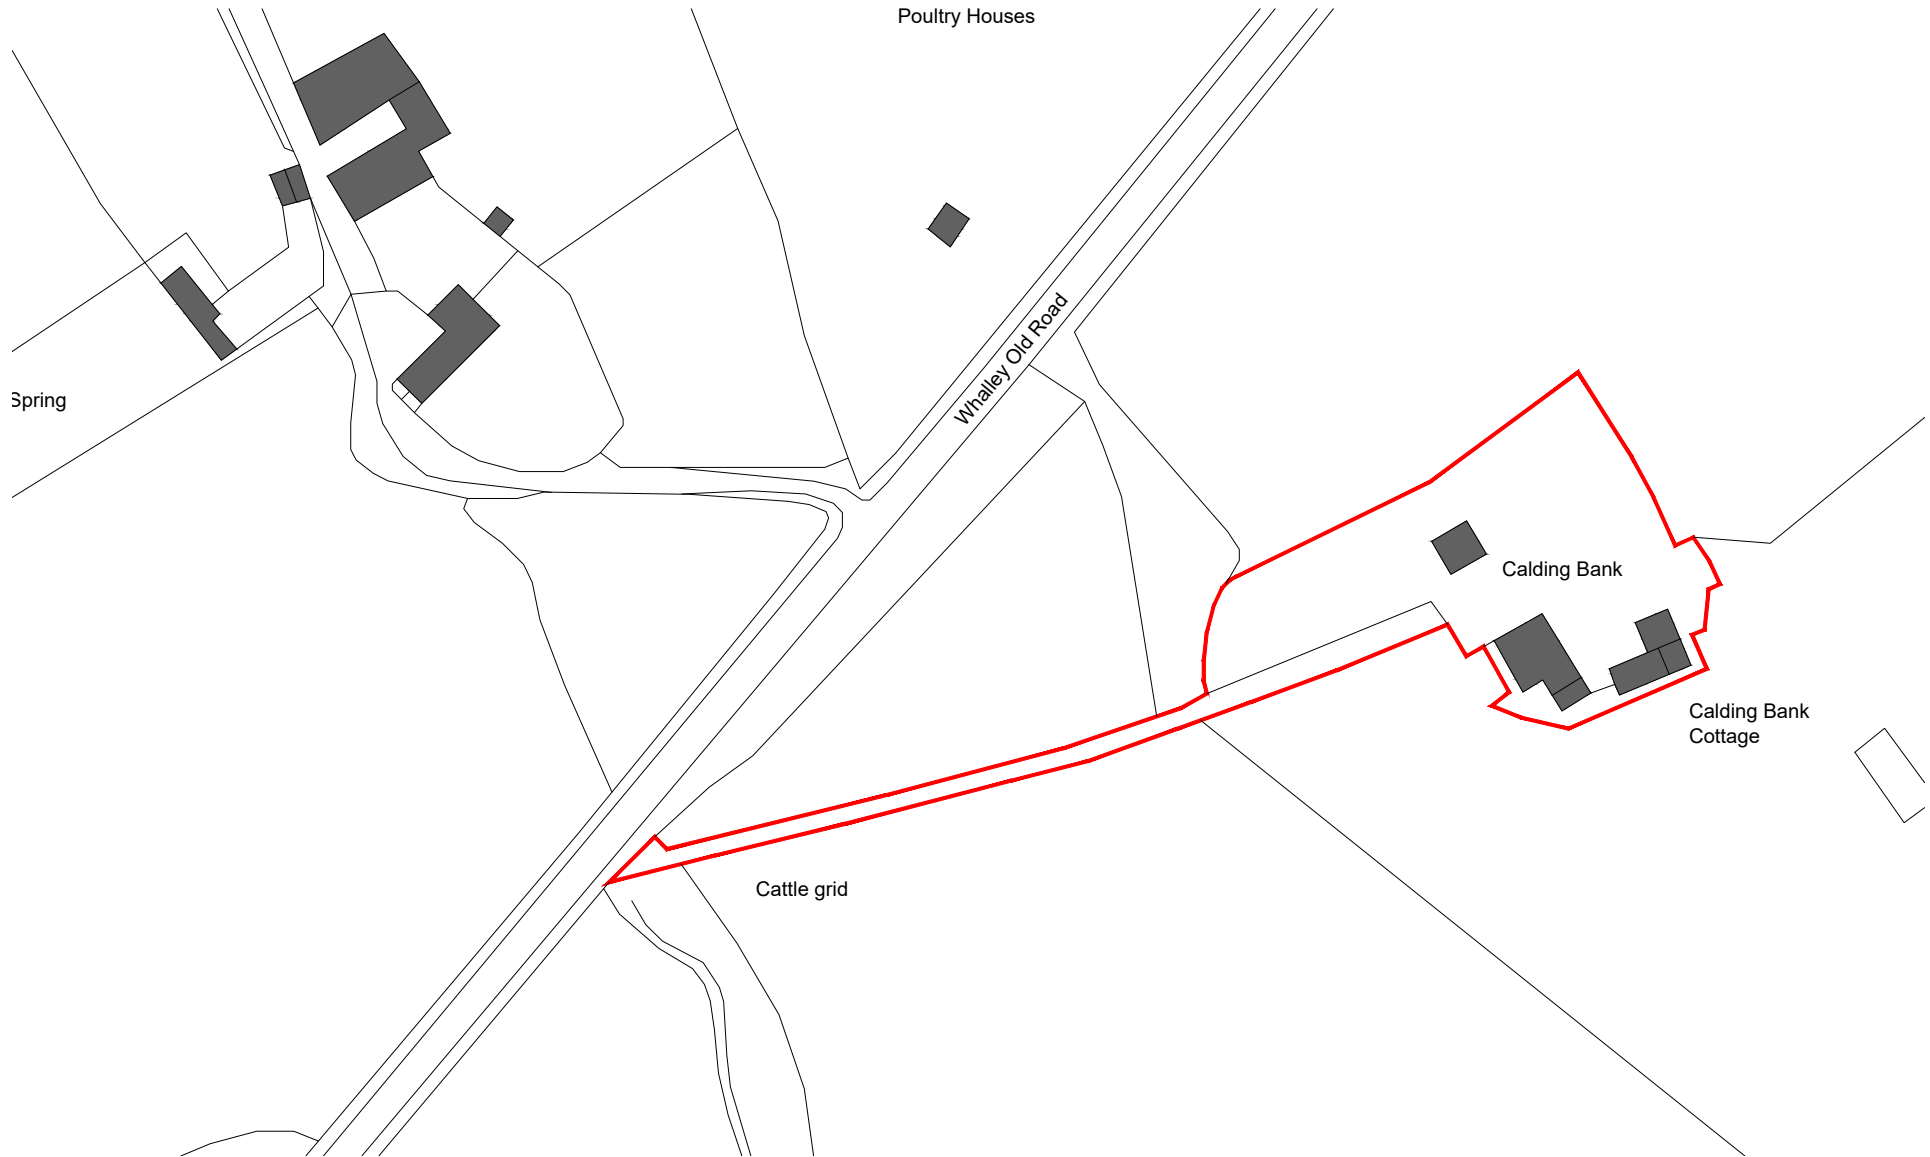 Poultry Houses
Whalley Old Road
Spring
Calding Bank
Calding Bank
Cottage
Cattle grid